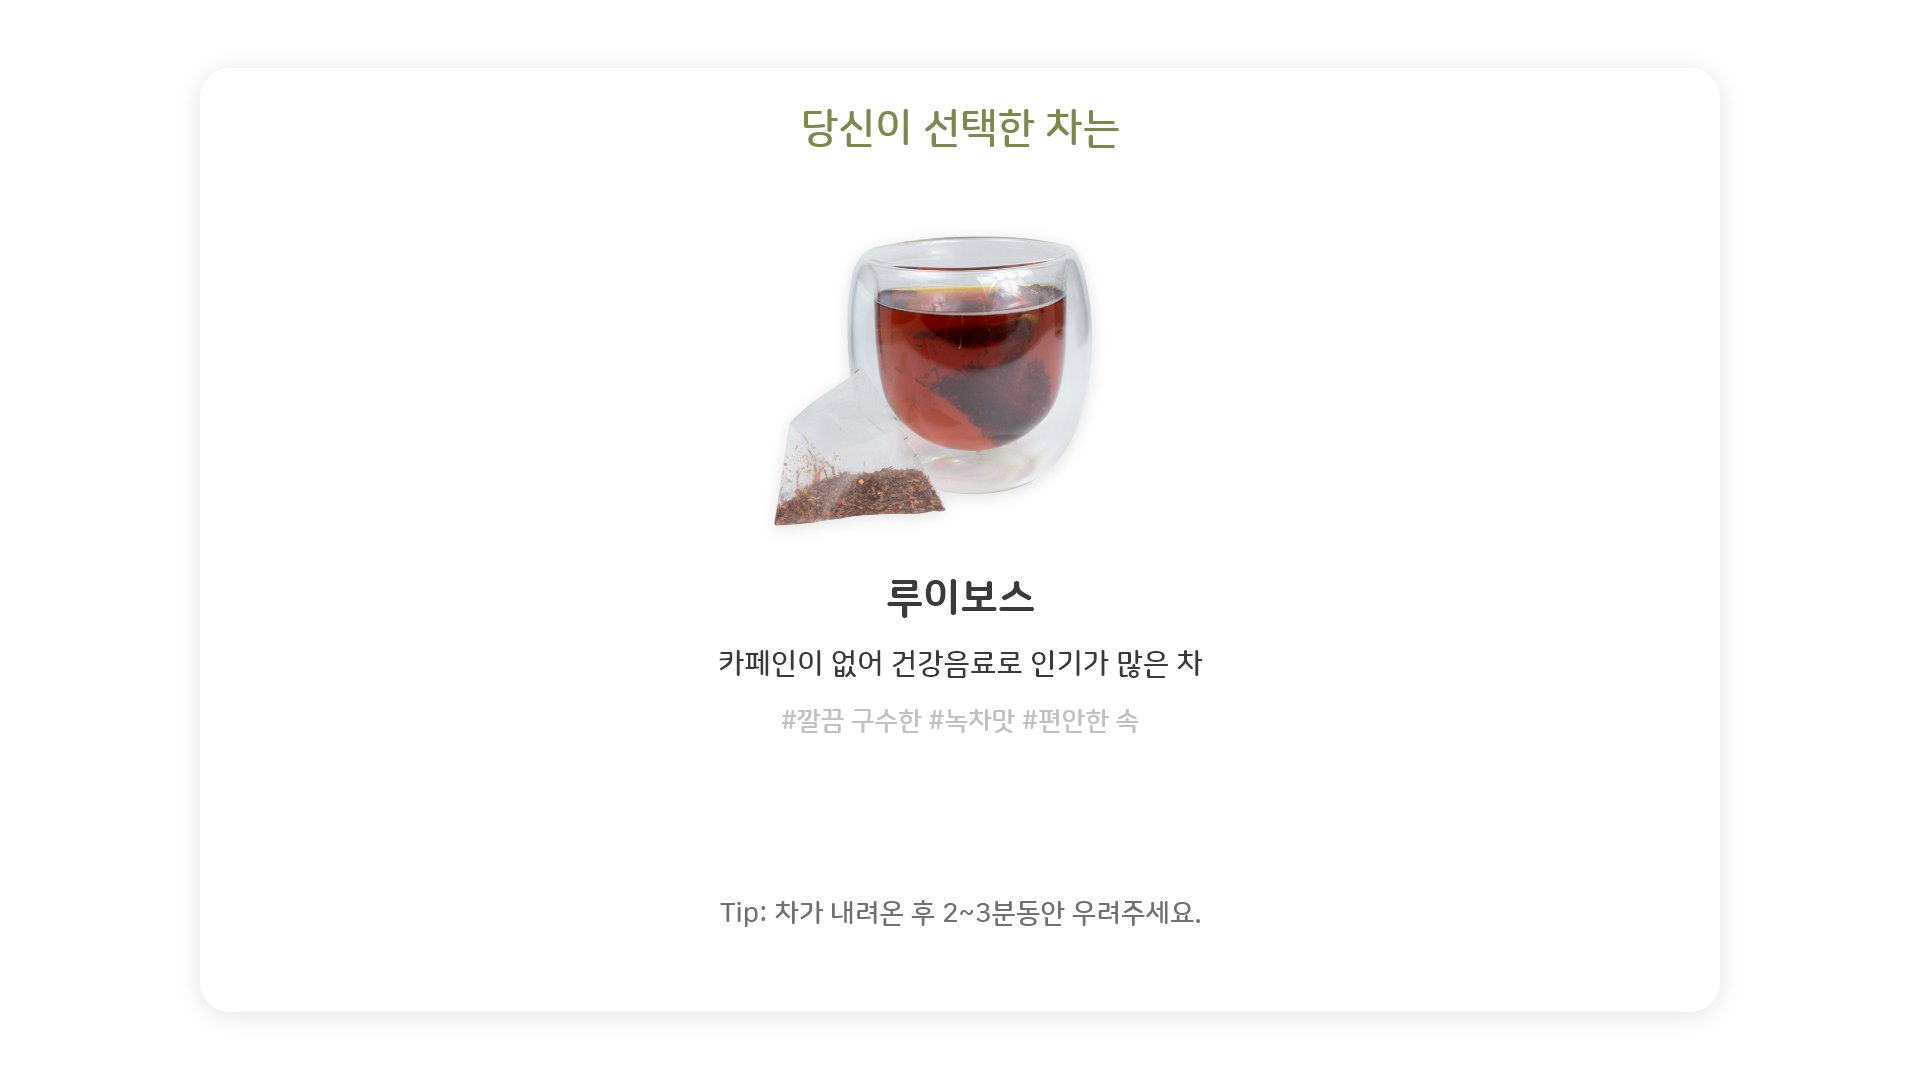 당신이 선택한 차는
루이보스
카페인이 없어 건강음료로 인기가 많은 차
#깔끔 구수한 #녹차맛 #편안한 속
Tip: 차가 내려온 후 2~3분동안 우려주세요.